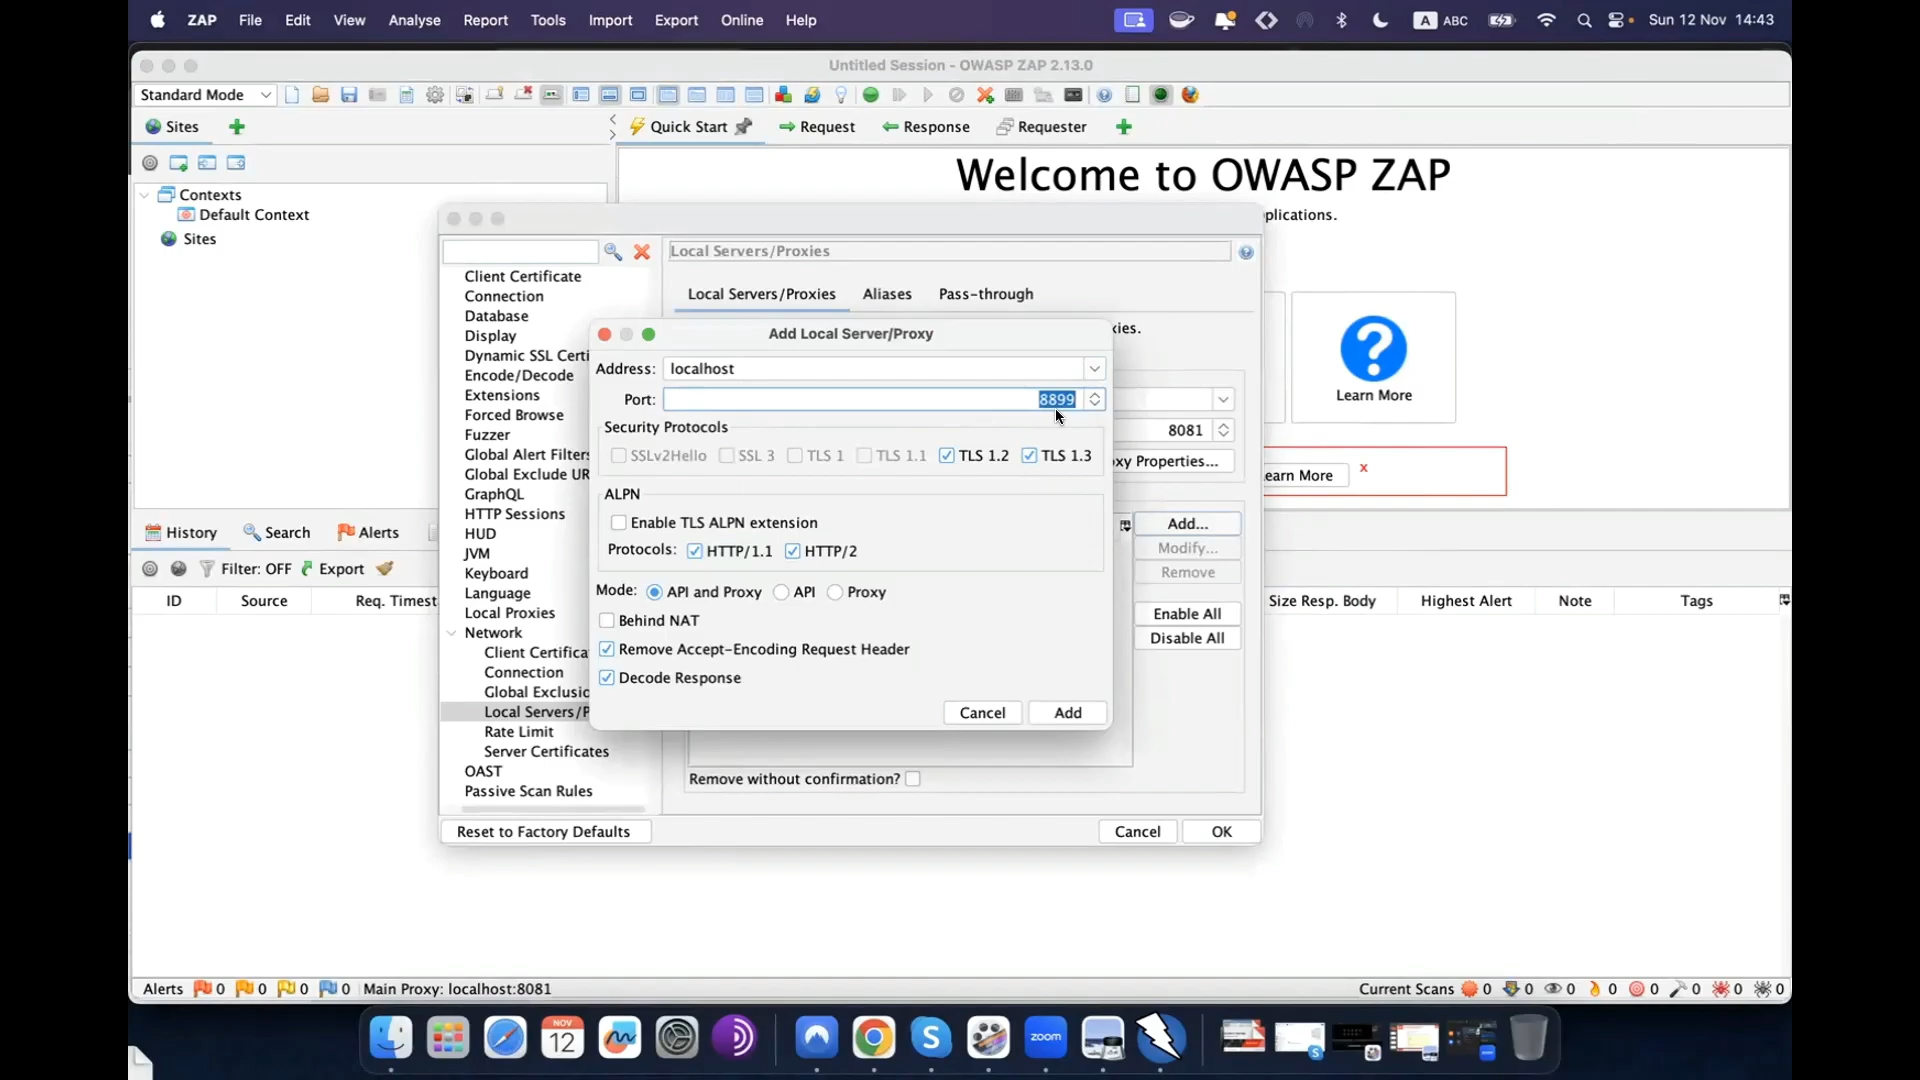 ZAP File Edit View Analyse Report Tools Import Export Online Help A ABC Sun 12 Nov 14:43
Untitled Session - OWASP ZAP 2.13.0
Standard Mode
Sites
Quick Start Request Response Requester
Welcome to OWASP ZAP
Contexts
Default Context
plications.
Sites
Local Servers/Proxies
Client Certificate
Connection
Database
Display
Dynamic SSL Certi
Encode/Decode
Extensions
Forced Browse
Fuzzer
Global Alert Filters
Global Exclude UR
GraphQL
HTTP Sessions
HUD
JVM
Keyboard
Language
Local Proxies
Network
Client Certifica
Connection
Global Exclusio
Local Servers/P
Rate Limit
Server Certificates
OAST
Passive Scan Rules
Reset to Factory Defaults
Local Servers/Proxies Aliases Pass-through
xies.
Add Local Server/Proxy
Address: localhost
Port: 8899
Security Protocols
SSLv2Hello SSL 3 TLS 1 TLS 1.1 TLS 1.2 TLS 1.3
ALPN
Enable TLS ALPN extension
Protocols: HTTP/1.1 HTTP/2
Mode: API and Proxy API Proxy
Behind NAT
Remove Accept-Encoding Request Header
Decode Response
Cancel Add
8081
oxy Properties...
Add...
Modify...
Remove
Enable All
Disable All
Remove without confirmation?
Cancel OK
Learn More
earn More x
History Search Alerts
Filter: OFF Export
ID Source Req. Timest Size Resp. Body Highest Alert Note Tags
Alerts 0 0 0 0 Main Proxy: localhost:8081 Current Scans 0 0 0 0 0 0 0 0
NOV
12
zoom